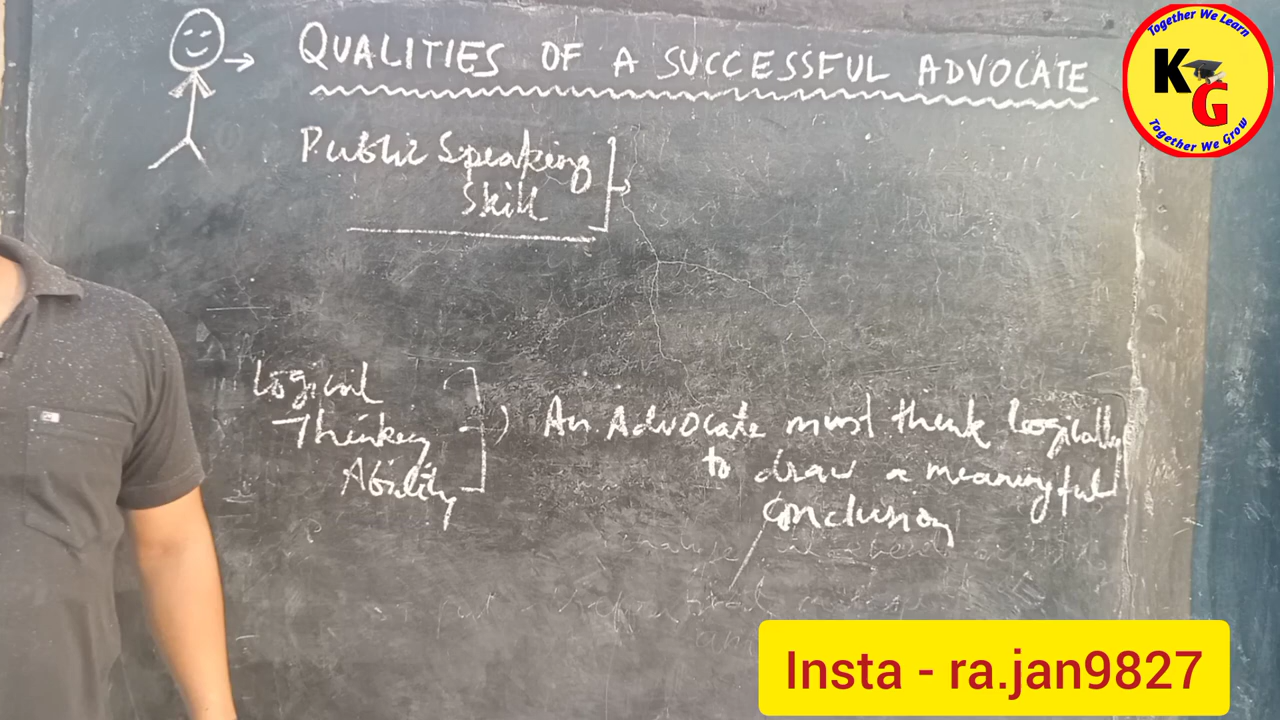 QUALITIES OF A SUCCESSFUL ADVOCATE
Public Speaking
Skill
Logical
Thinking
Ability
An Advocate must think logically
to draw a meaningful
conclusion
Together We Learn
KG
Together We Grow
Insta - ra.jan9827